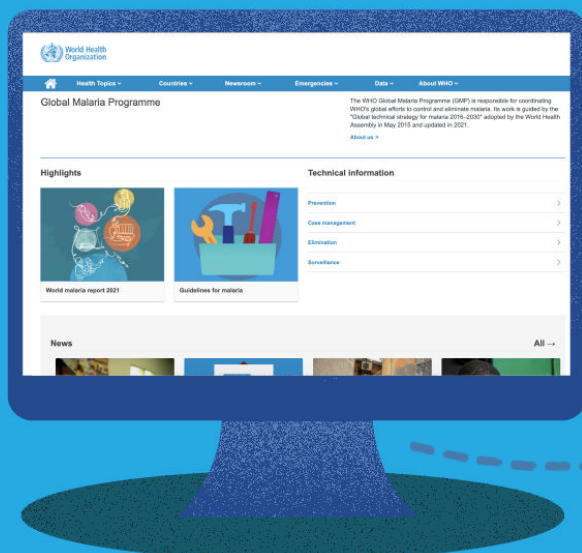 World Health
Organization
Health Topics
Countries
Newsroom
Emergencies
Data
About WHO
Global Malaria Programme
The WHO Global Malaria Programme (GMP) is responsible for coordinating
WHO's global efforts to control and eliminate malaria. Its work is guided by the
"Global technical strategy for malaria 2016–2030" adopted by the World Health
Assembly in May 2015 and updated in 2021.
About us >
Highlights
Technical information
Prevention
Case management
Elimination
Surveillance
World malaria report 2021
Guidelines for malaria
News
All →